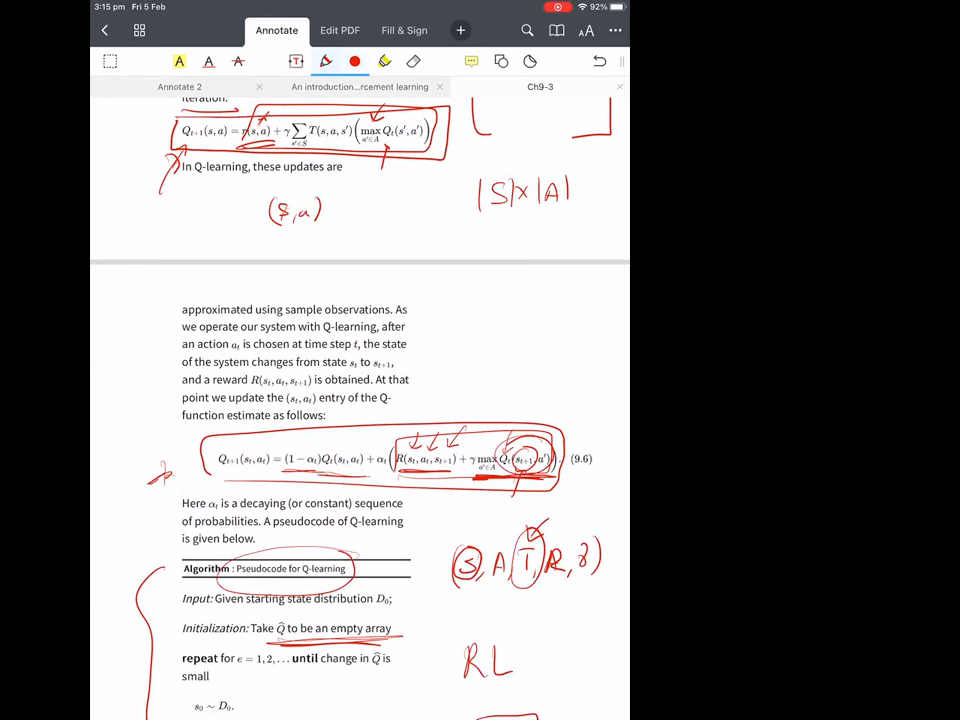 3:15 pm Fri 5 Feb 92%
Annotate Edit PDF Fill & Sign
A A A T AA
Annotate 2 An introduction...rcement learning Ch9-3
iteration.
Q_{t+1}(s, a) = r(s, a) + γ ∑_{s'∈S} T(s, a, s') ( max_{a'∈A} Q_t(s', a') )
In Q-learning, these updates are
|S|×|A|
(s,a)
approximated using sample observations. As
we operate our system with Q-learning, after
an action a_t is chosen at time step t, the state
of the system changes from state s_t to s_{t+1},
and a reward R(s_t, a_t, s_{t+1}) is obtained. At that
point we update the (s_t, a_t) entry of the Q-
function estimate as follows:
Q_{t+1}(s_t, a_t) = (1 − α_t)Q_t(s_t, a_t) + α_t ( R(s_t, a_t, s_{t+1}) + γ max_{a'∈A} Q_t(s_{t+1}, a') ), (9.6)
Here α_t is a decaying (or constant) sequence
of probabilities. A pseudocode of Q-learning
is given below.
(S, A, T, R, γ)
Algorithm : Pseudocode for Q-learning
Input: Given starting state distribution D_0;
Initialization: Take Q̂ to be an empty array
repeat for e = 1, 2, … until change in Q̂ is
small
RL
s_0 ∼ D_0.